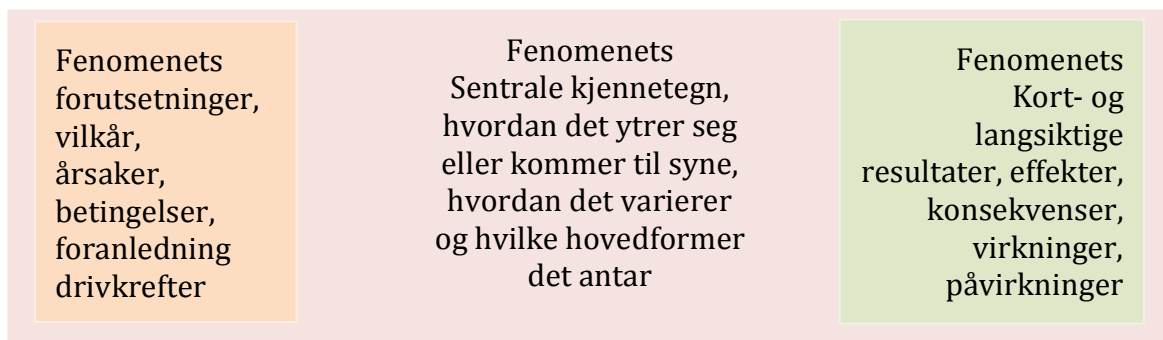 Fenomenets
forutsetninger,
vilkår,
årsaker,
betingelser,
foranledning
drivkrefter
Fenomenets
Sentrale kjennetegn,
hvordan det ytrer seg
eller kommer til syne,
hvordan det varierer
og hvilke hovedformer
det antar
Fenomenets
Kort- og
langsiktige
resultater, effekter,
konsekvenser,
virkninger,
påvirkninger